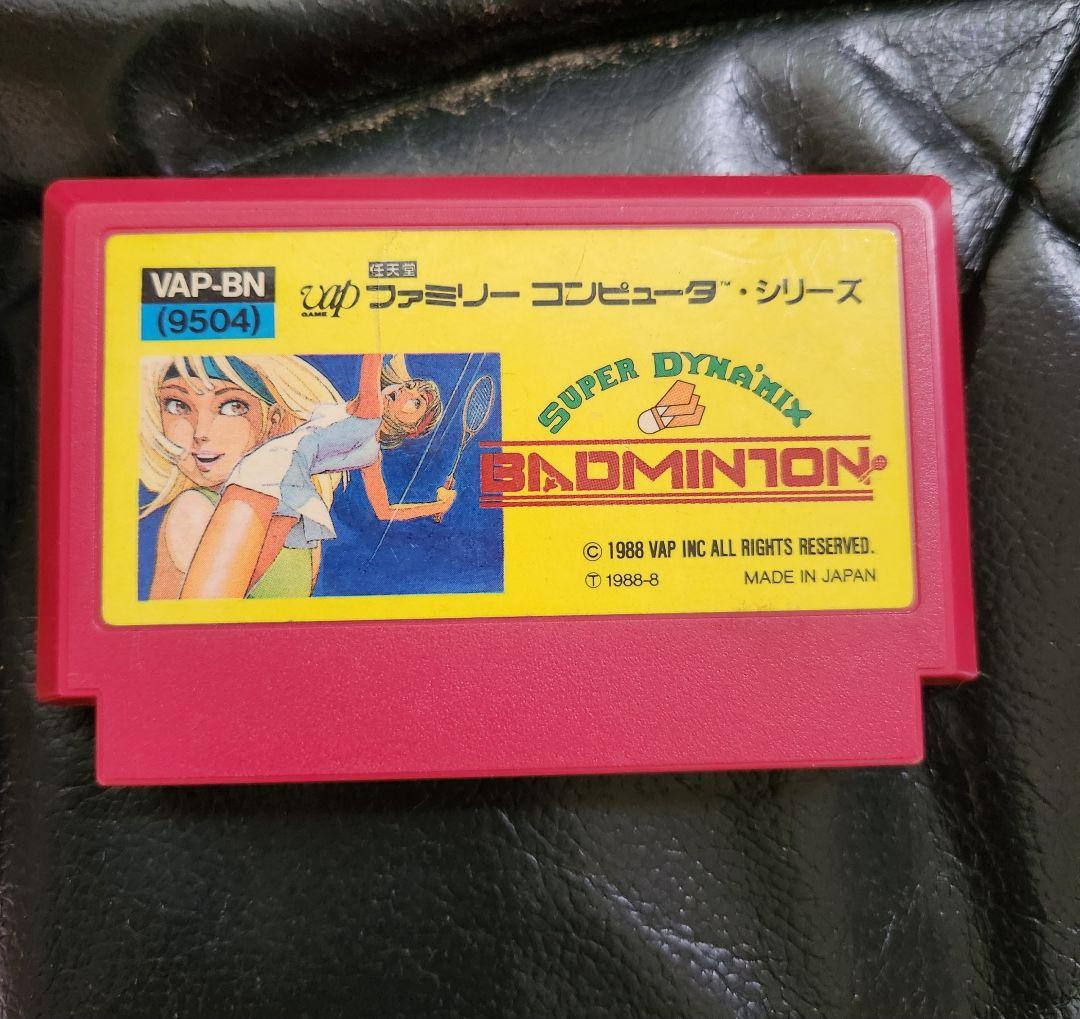 VAP-BN
(9504)
任天堂
vap ファミリー コンピュータ™・シリーズ
GAME
SUPER DYNA'MIX
BADMINTON
© 1988 VAP INC ALL RIGHTS RESERVED.
Ⓣ 1988-8 MADE IN JAPAN